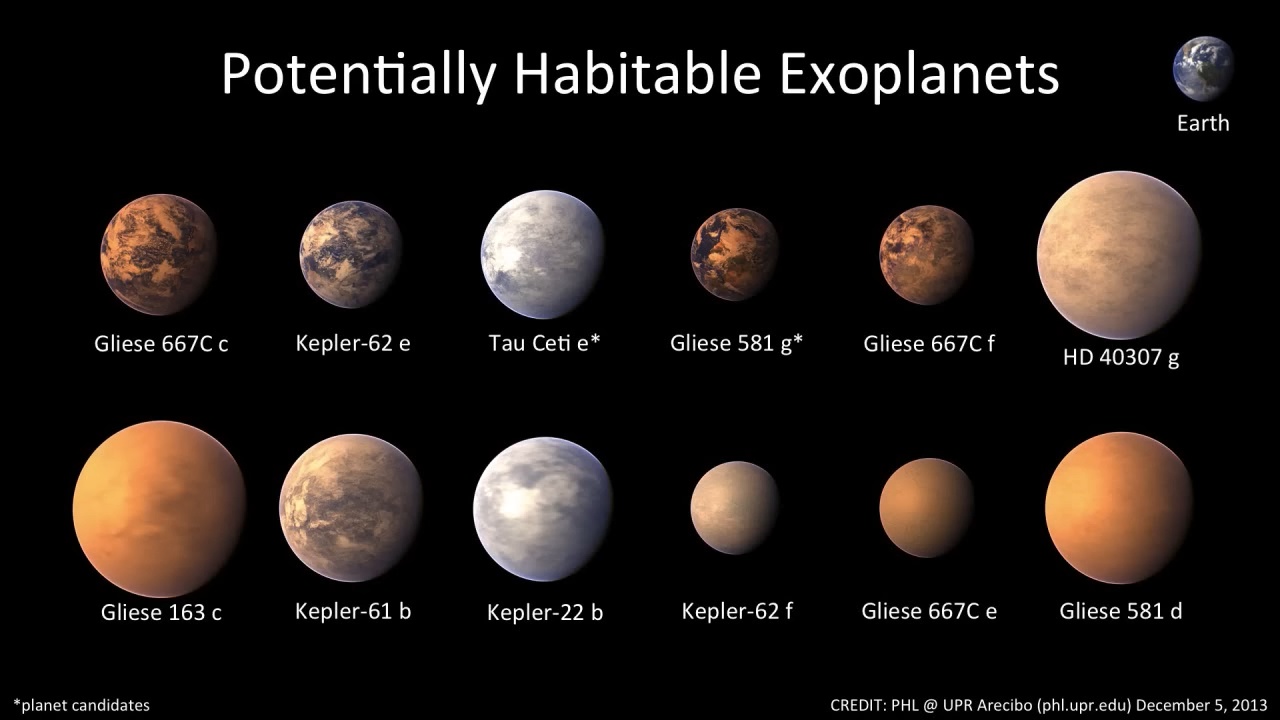 Potentially Habitable Exoplanets
Earth
Gliese 667C c
Kepler-62 e
Tau Ceti e*
Gliese 581 g*
Gliese 667C f
HD 40307 g
Gliese 163 c
Kepler-61 b
Kepler-22 b
Kepler-62 f
Gliese 667C e
Gliese 581 d
*planet candidates
CREDIT: PHL @ UPR Arecibo (phl.upr.edu) December 5, 2013